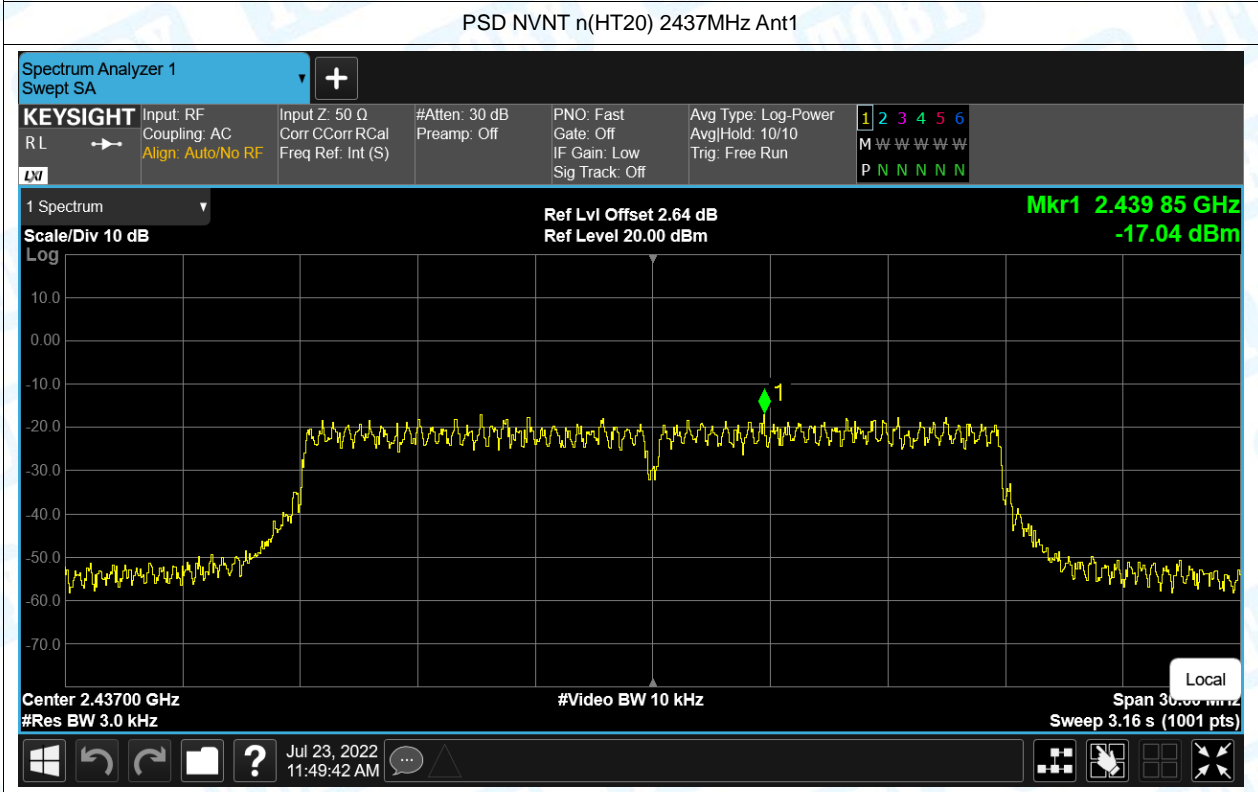 PSD NVNT n(HT20) 2437MHz Ant1
Spectrum Analyzer 1
Swept SA
KEYSIGHT
R L
LXI
Input: RF
Coupling: AC
Align: Auto/No RF
Input Z: 50 Ω
Corr CCorr RCal
Freq Ref: Int (S)
#Atten: 30 dB
Preamp: Off
PNO: Fast
Gate: Off
IF Gain: Low
Sig Track: Off
Avg Type: Log-Power
Avg|Hold: 10/10
Trig: Free Run
1 2 3 4 5 6
M W W W W W
P N N N N N
1 Spectrum
Scale/Div 10 dB
Ref Lvl Offset 2.64 dB
Ref Level 20.00 dBm
Mkr1 2.439 85 GHz
-17.04 dBm
Log
10.0
0.00
-10.0
-20.0
-30.0
-40.0
-50.0
-60.0
-70.0
1
Center 2.43700 GHz
#Res BW 3.0 kHz
#Video BW 10 kHz
Local
Span 30.00 MHz
Sweep 3.16 s (1001 pts)
?
Jul 23, 2022
11:49:42 AM